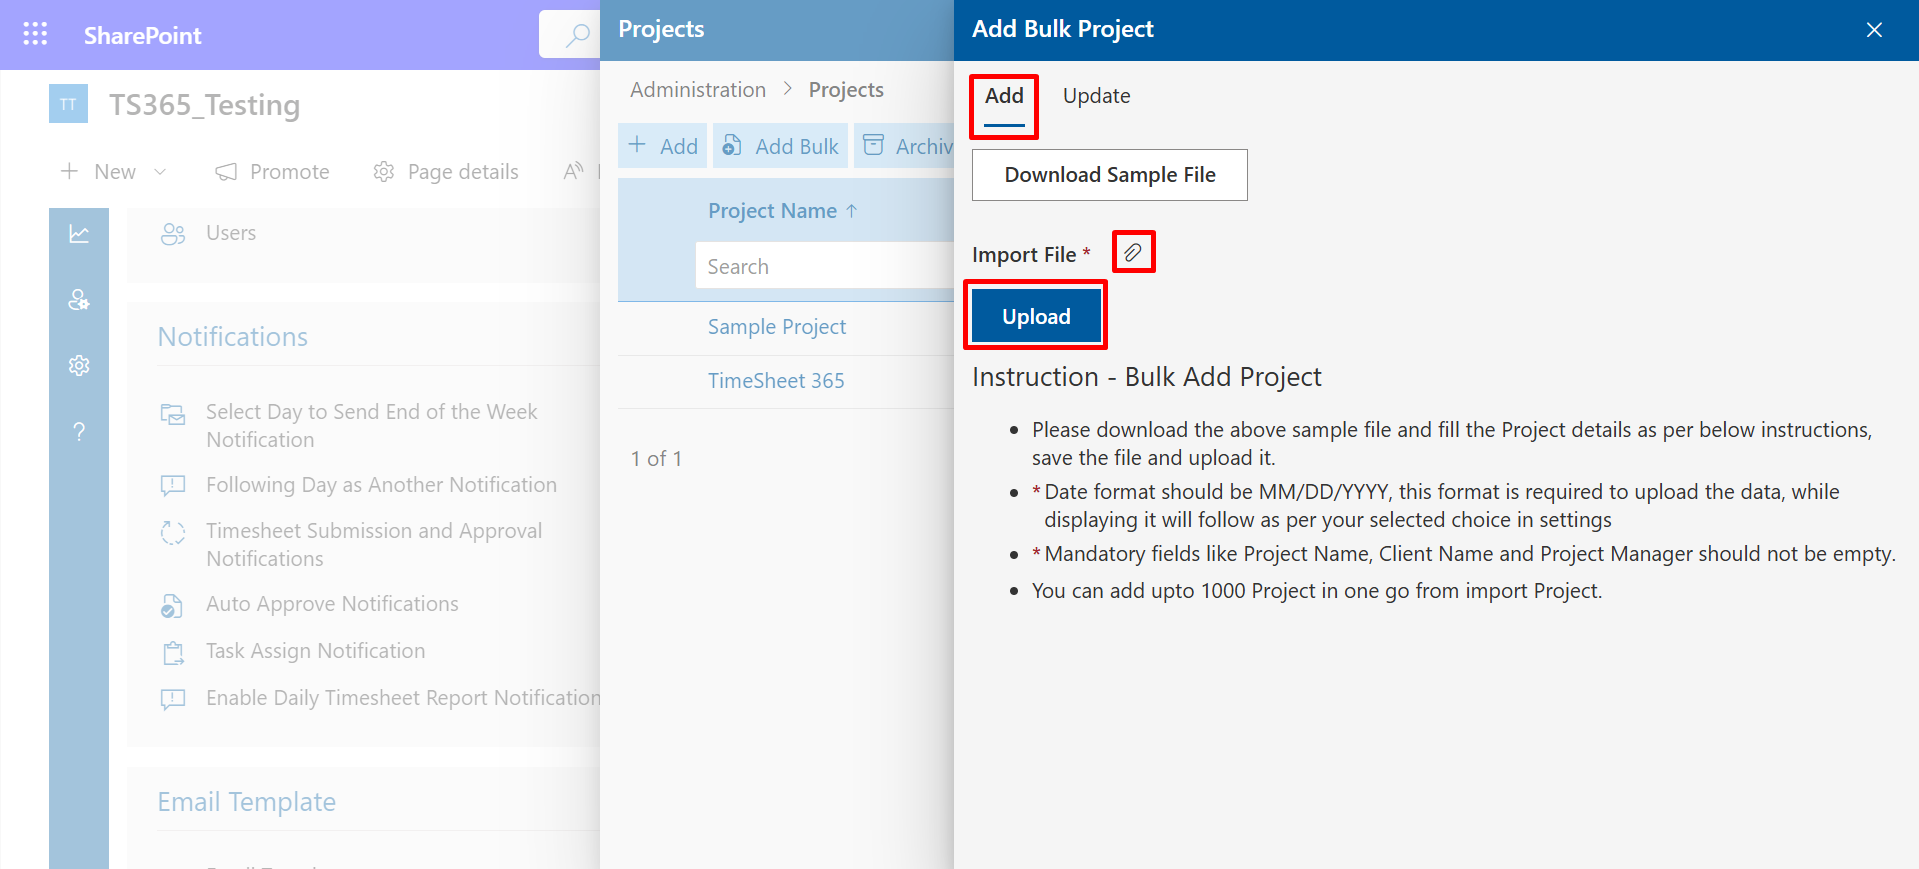 SharePoint
TT
TS365_Testing
New
Promote
Page details
Users
Notifications
Select Day to Send End of the Week
Notification
Following Day as Another Notification
Timesheet Submission and Approval
Notifications
Auto Approve Notifications
Task Assign Notification
Enable Daily Timesheet Report Notification
Email Template
Projects
Administration > Projects
+ Add
Add Bulk
Archiv
Project Name ↑
Search
Sample Project
TimeSheet 365
1 of 1
Add Bulk Project
Add
Update
Download Sample File
Import File *
Upload
Instruction - Bulk Add Project
• Please download the above sample file and fill the Project details as per below instructions,
save the file and upload it.
• * Date format should be MM/DD/YYYY, this format is required to upload the data, while
displaying it will follow as per your selected choice in settings
• * Mandatory fields like Project Name, Client Name and Project Manager should not be empty.
• You can add upto 1000 Project in one go from import Project.